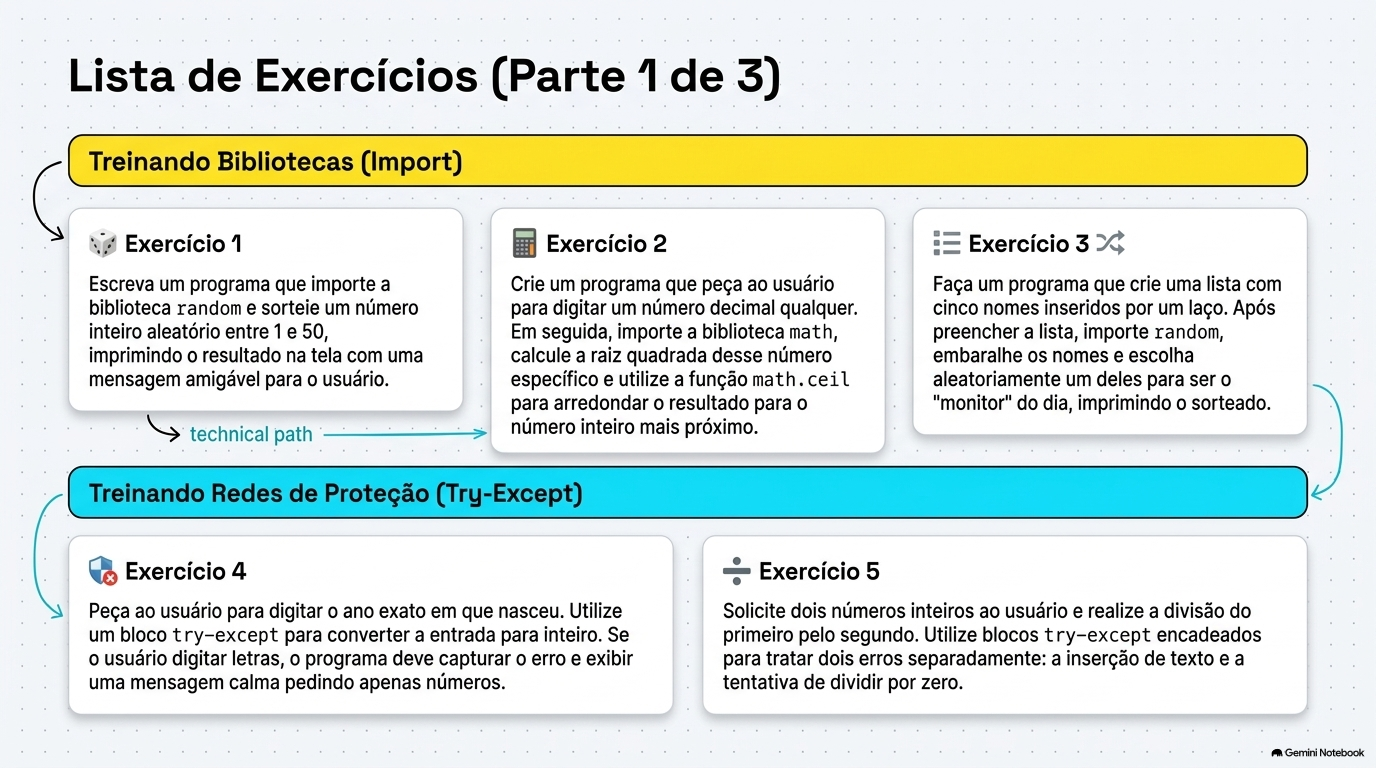 Lista de Exercícios (Parte 1 de 3)
Treinando Bibliotecas (Import)
Exercício 1
Escreva um programa que importe a
biblioteca random e sorteie um número
inteiro aleatório entre 1 e 50,
imprimindo o resultado na tela com uma
mensagem amigável para o usuário.
technical path
Exercício 2
Crie um programa que peça ao usuário
para digitar um número decimal qualquer.
Em seguida, importe a biblioteca math,
calcule a raiz quadrada desse número
específico e utilize a função math.ceil
para arredondar o resultado para o
número inteiro mais próximo.
Exercício 3
Faça um programa que crie uma lista com
cinco nomes inseridos por um laço. Após
preencher a lista, importe random,
embaralhe os nomes e escolha
aleatoriamente um deles para ser o
"monitor" do dia, imprimindo o sorteado.
Treinando Redes de Proteção (Try-Except)
Exercício 4
Peça ao usuário para digitar o ano exato em que nasceu. Utilize
um bloco try-except para converter a entrada para inteiro. Se
o usuário digitar letras, o programa deve capturar o erro e exibir
uma mensagem calma pedindo apenas números.
Exercício 5
Solicite dois números inteiros ao usuário e realize a divisão do
primeiro pelo segundo. Utilize blocos try-except encadeados
para tratar dois erros separadamente: a inserção de texto e a
tentativa de dividir por zero.
Gemini Notebook